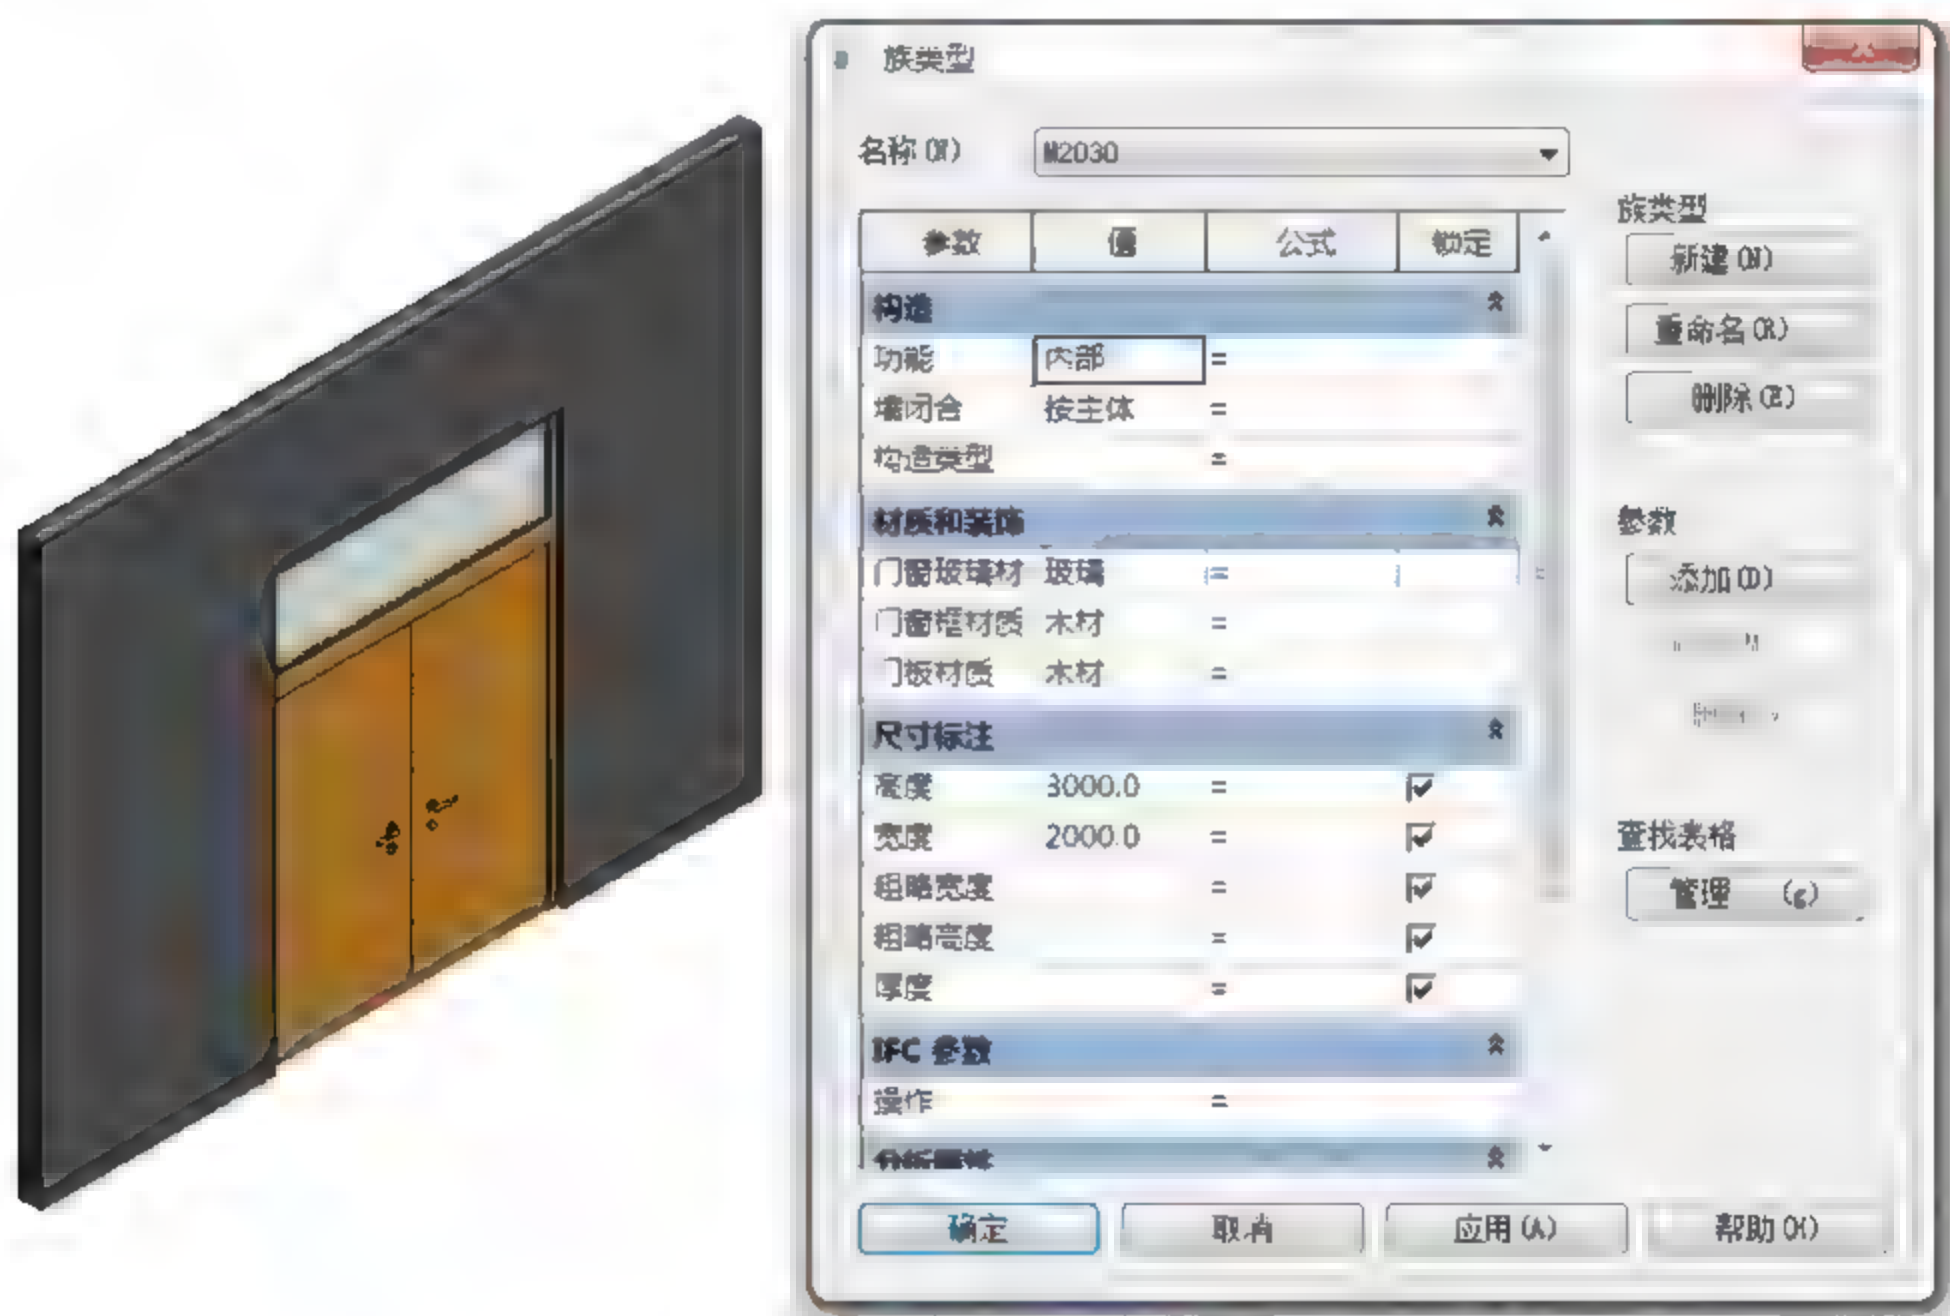 族类型
名称(N)
M2030
参数 值 公式 锁定
构造
功能 内部 =
墙闭合 按主体 =
构造类型 =
材质和装饰
门窗玻璃材 玻璃 =
门窗框材质 木材 =
门板材质 木材 =
尺寸标注
高度 3000.0 =
宽度 2000.0 =
粗略宽度 =
粗略高度 =
厚度 =
IFC 参数
操作 =
族类型
新建(N)
重命名(R)
删除(E)
参数
添加(D)
查找表格
管理 (G)
确定 取消 应用(A) 帮助(H)